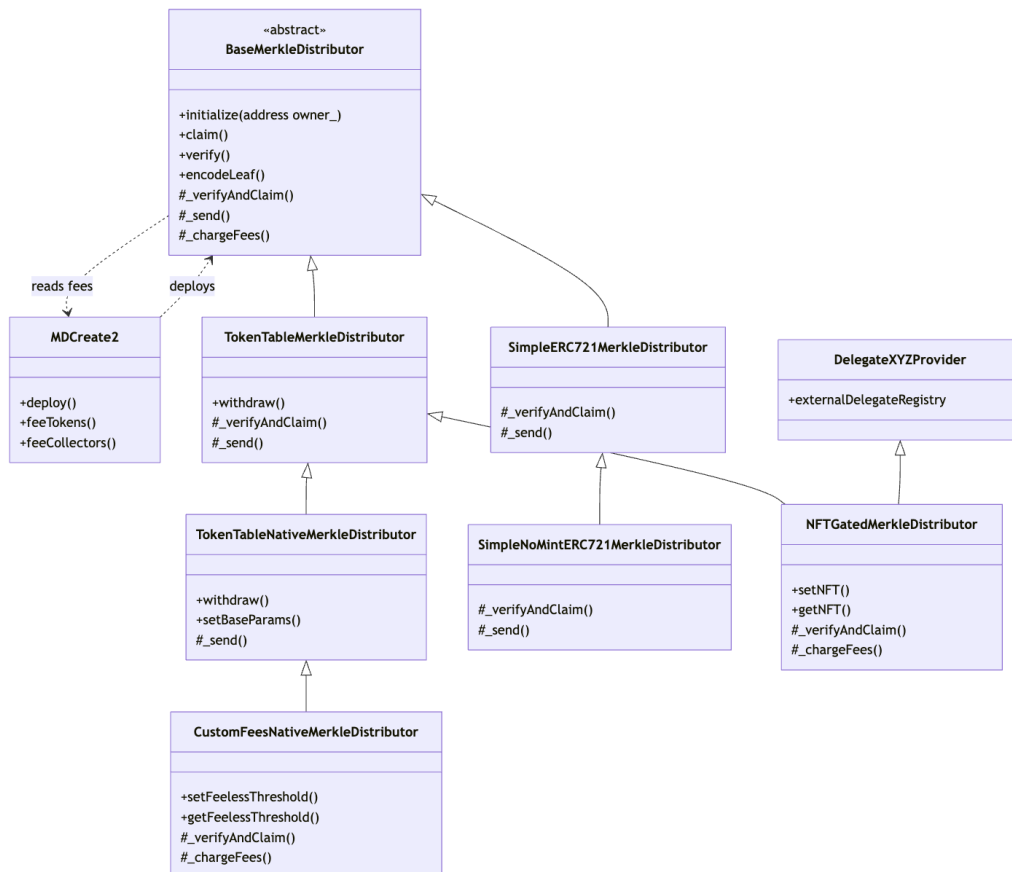 «abstract»
BaseMerkleDistributor
+initialize(address owner_)
+claim()
+verify()
+encodeLeaf()
#_verifyAndClaim()
#_send()
#_chargeFees()
reads fees
deploys
MDCreate2
+deploy()
+feeTokens()
+feeCollectors()
TokenTableMerkleDistributor
+withdraw()
#_verifyAndClaim()
#_send()
SimpleERC721MerkleDistributor
#_verifyAndClaim()
#_send()
DelegateXYZProvider
+externalDelegateRegistry
TokenTableNativeMerkleDistributor
+withdraw()
+setBaseParams()
#_send()
SimpleNoMintERC721MerkleDistributor
#_verifyAndClaim()
#_send()
NFTGatedMerkleDistributor
+setNFT()
+getNFT()
#_verifyAndClaim()
#_chargeFees()
CustomFeesNativeMerkleDistributor
+setFeelessThreshold()
+getFeelessThreshold()
#_verifyAndClaim()
#_chargeFees()